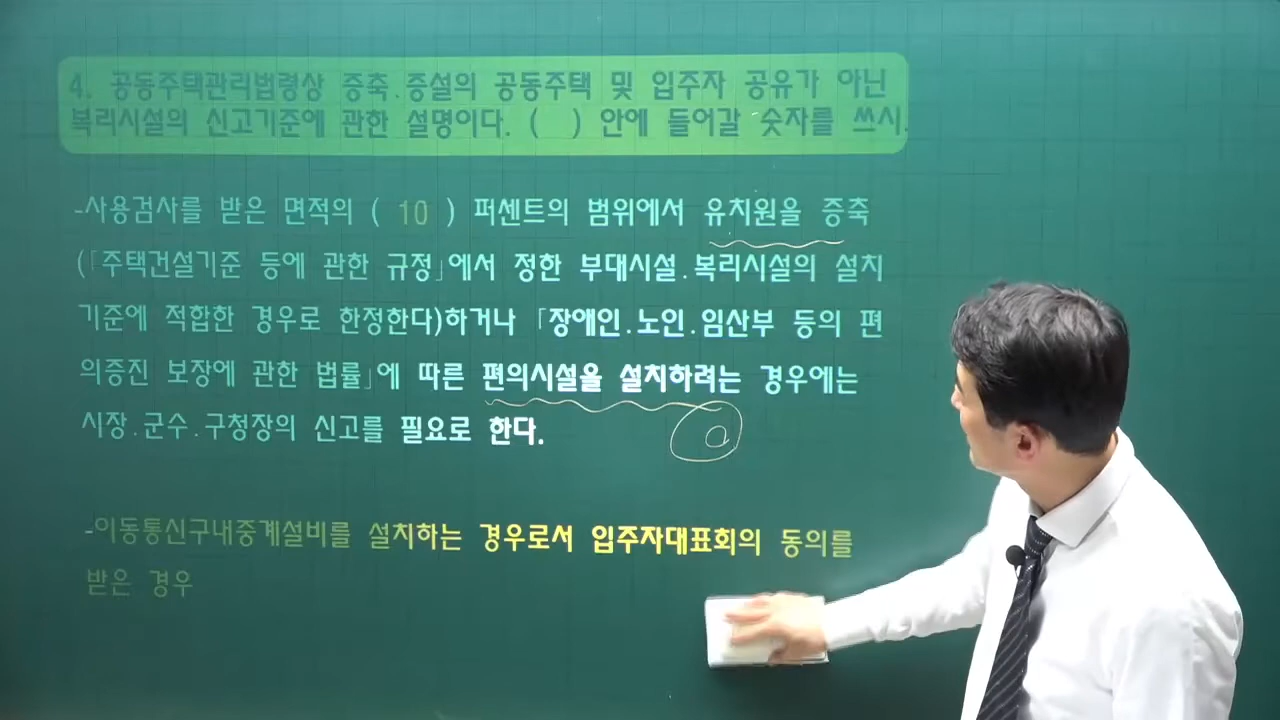 4. 공동주택관리법령상 증축.증설의 공동주택 및 입주자 공유가 아닌
복리시설의 신고기준에 관한 설명이다. (  ) 안에 들어갈 숫자를 쓰시.
-사용검사를 받은 면적의 ( 10 ) 퍼센트의 범위에서 유치원을 증축
(「주택건설기준 등에 관한 규정」에서 정한 부대시설.복리시설의 설치
기준에 적합한 경우로 한정한다)하거나 「장애인.노인.임산부 등의 편
의증진 보장에 관한 법률」에 따른 편의시설을 설치하려는 경우에는
시장.군수.구청장의 신고를 필요로 한다.
-이동통신구내중계설비를 설치하는 경우로서 입주자대표회의 동의를
받은 경우